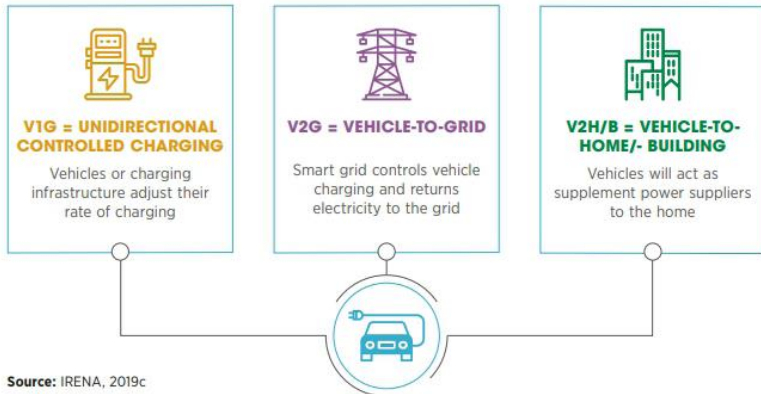 V1G = UNIDIRECTIONAL
CONTROLLED CHARGING
Vehicles or charging
infrastructure adjust their
rate of charging
V2G = VEHICLE-TO-GRID
Smart grid controls vehicle
charging and returns
electricity to the grid
V2H/B = VEHICLE-TO-
HOME/- BUILDING
Vehicles will act as
supplement power suppliers
to the home
Source: IRENA, 2019c